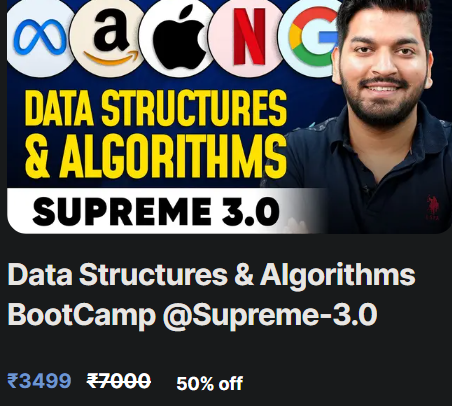 a
N
G
DATA STRUCTURES
& ALGORITHMS
SUPREME 3.0
Data Structures & Algorithms
BootCamp @Supreme-3.0
₹3499 ₹7000 50% off